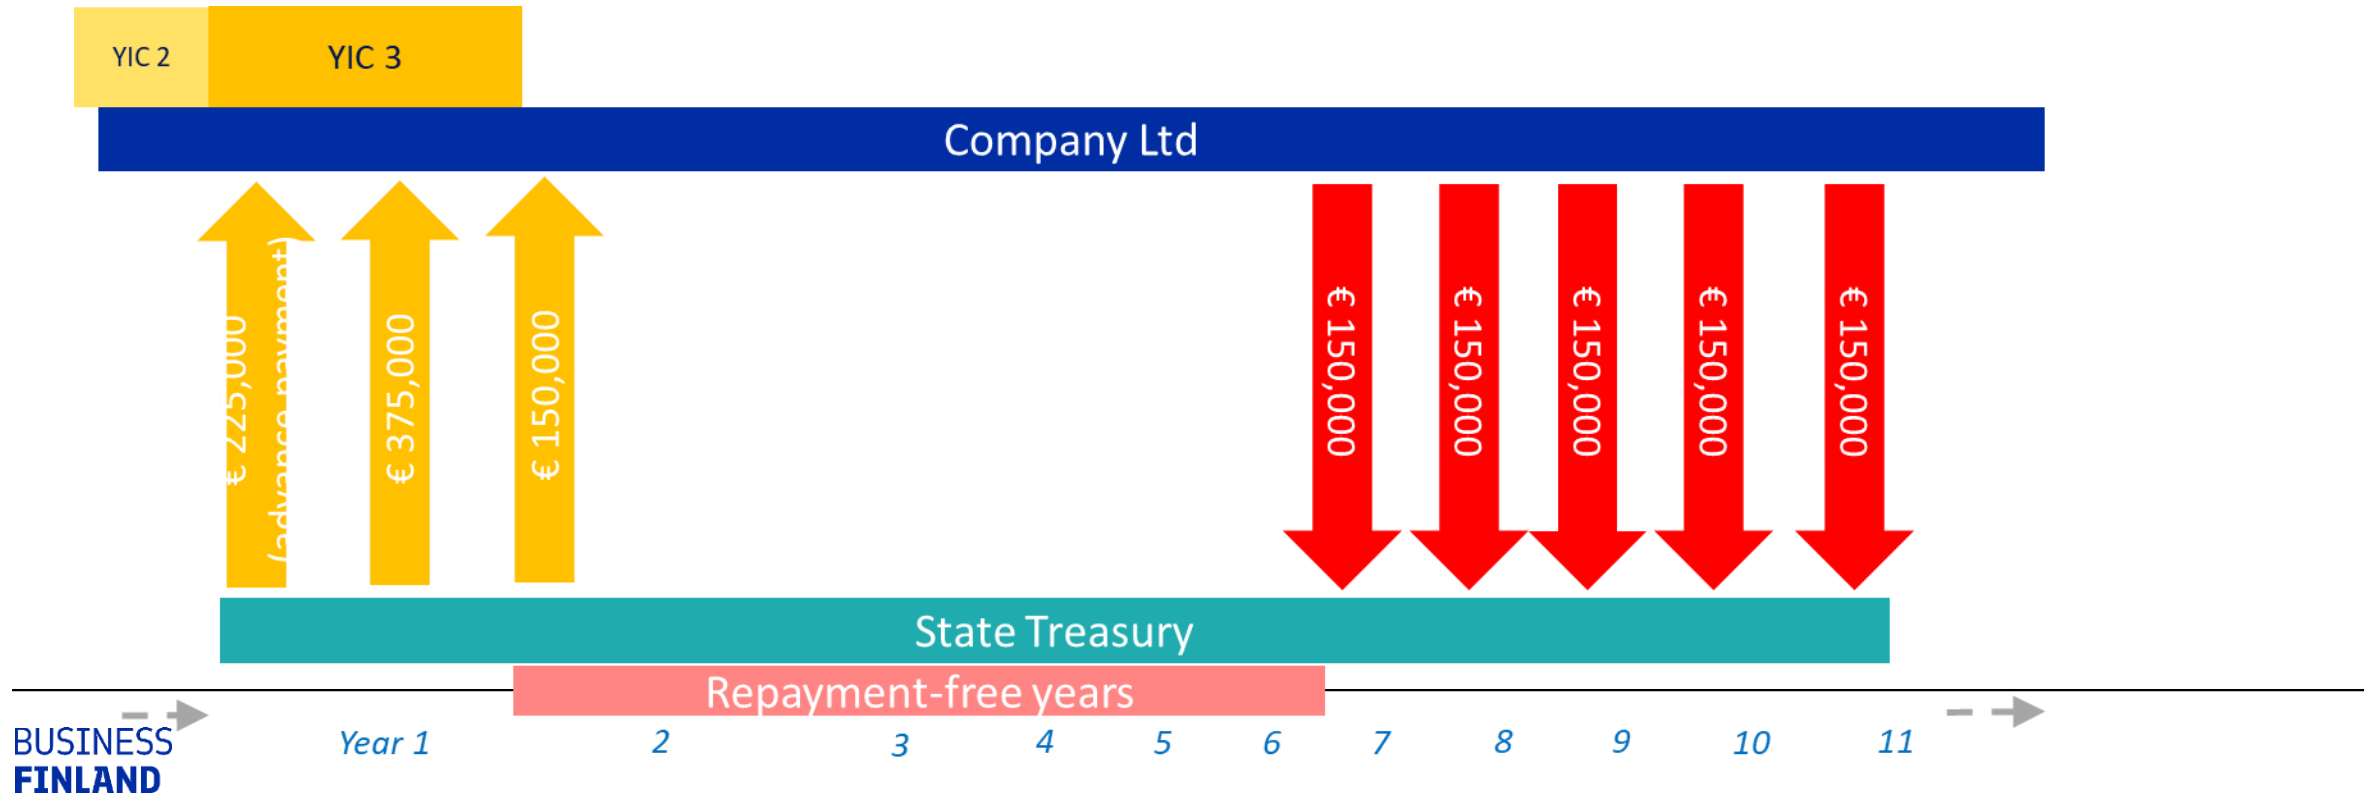 YIC 2
YIC 3
Company Ltd
€ 225,000
(advance payment)
€ 375,000
€ 150,000
€ 150,000
€ 150,000
€ 150,000
€ 150,000
€ 150,000
State Treasury
Repayment-free years
Year 1
2
3
4
5
6
7
8
9
10
11
BUSINESS
FINLAND